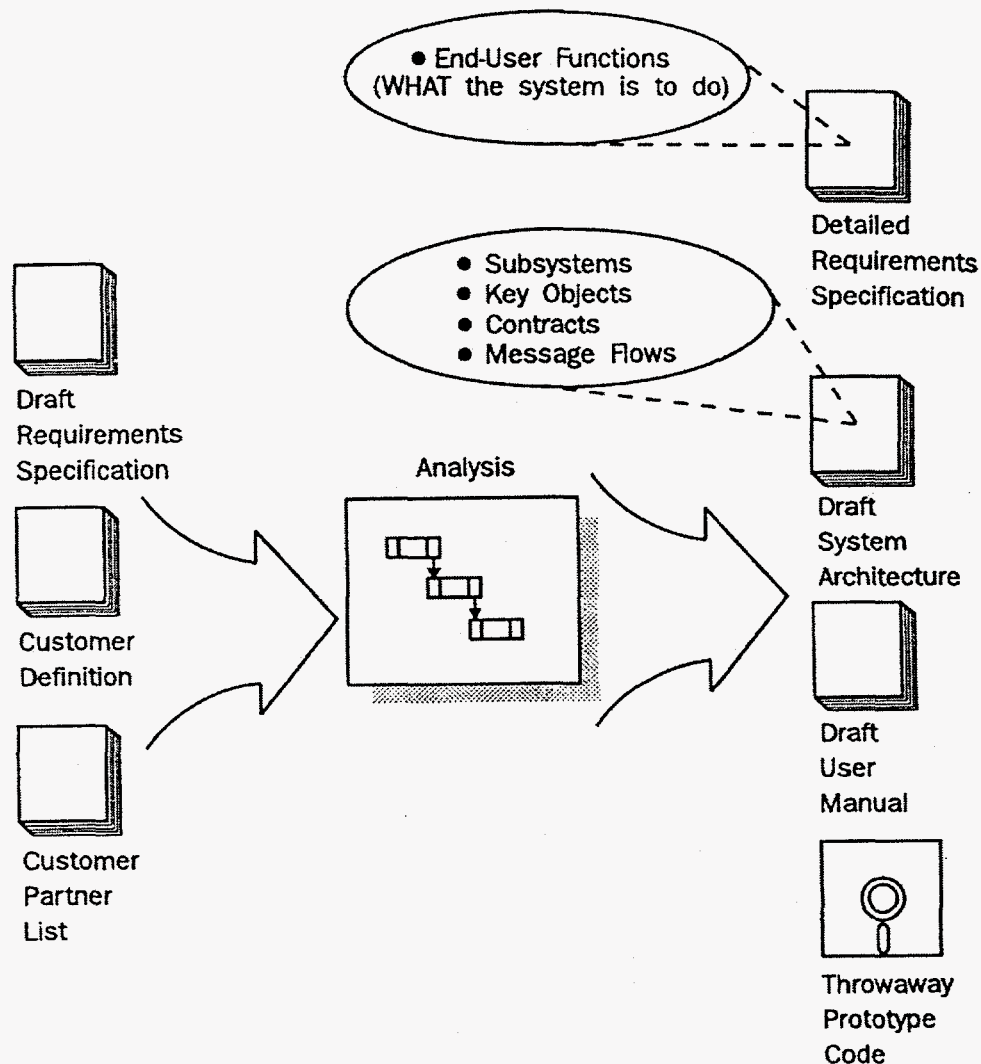 ● End-User Functions
(WHAT the system is to do)
Detailed
Requirements
Specification
● Subsystems
● Key Objects
● Contracts
● Message Flows
Draft
Requirements
Specification
Analysis
Draft
System
Architecture
Customer
Definition
Draft
User
Manual
Customer
Partner
List
Throwaway
Prototype
Code